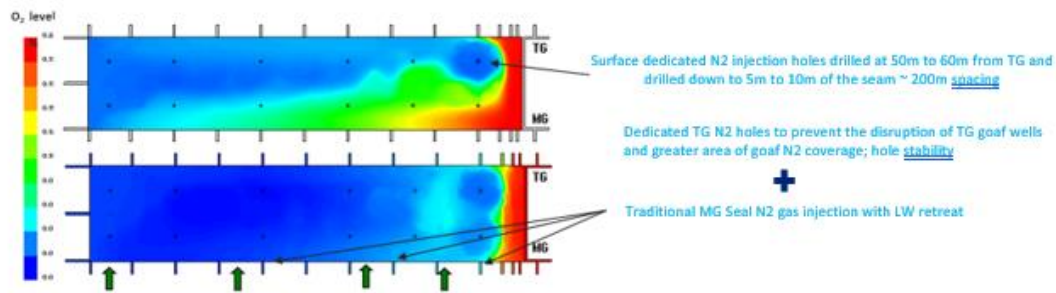 O₂ level
TG
MG
TG
MG
Surface dedicated N2 injection holes drilled at 50m to 60m from TG and
drilled down to 5m to 10m of the seam ~ 200m spacing
Dedicated TG N2 holes to prevent the disruption of TG goaf wells
and greater area of goaf N2 coverage; hole stability
Traditional MG Seal N2 gas injection with LW retreat